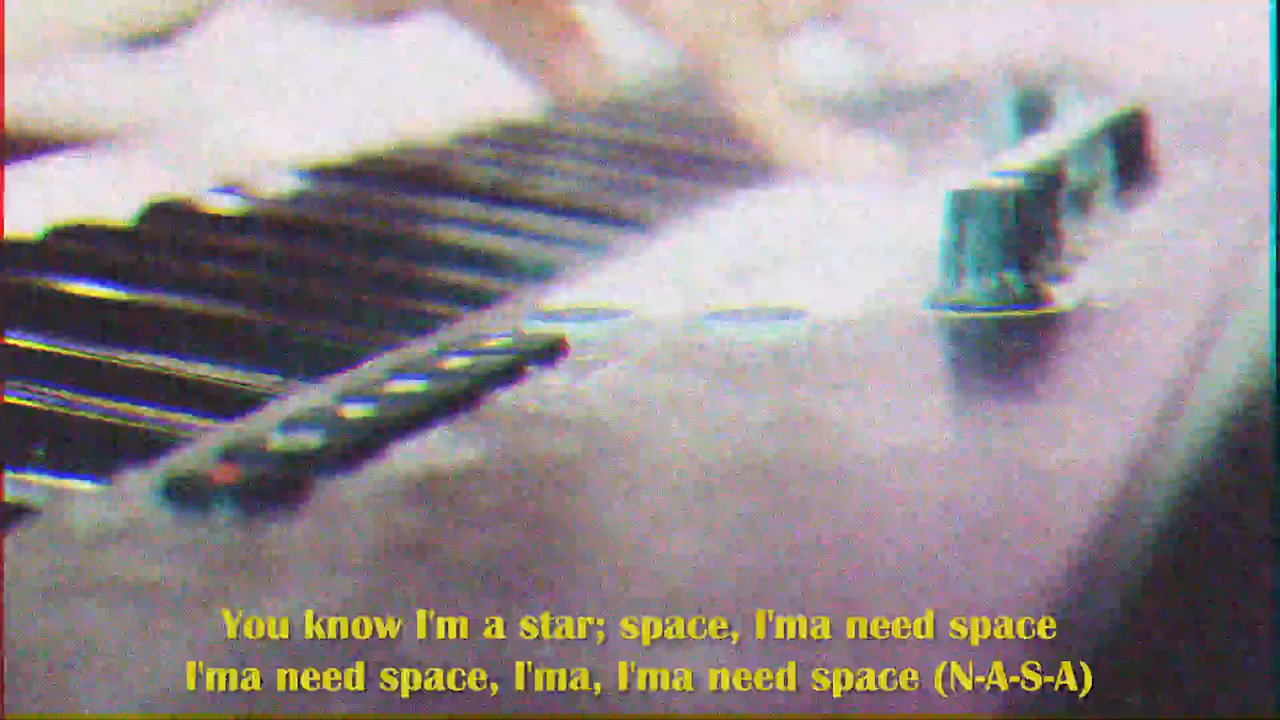 You know I'm a star; space, I'ma need space
I'ma need space, I'ma, I'ma need space (N-A-S-A)